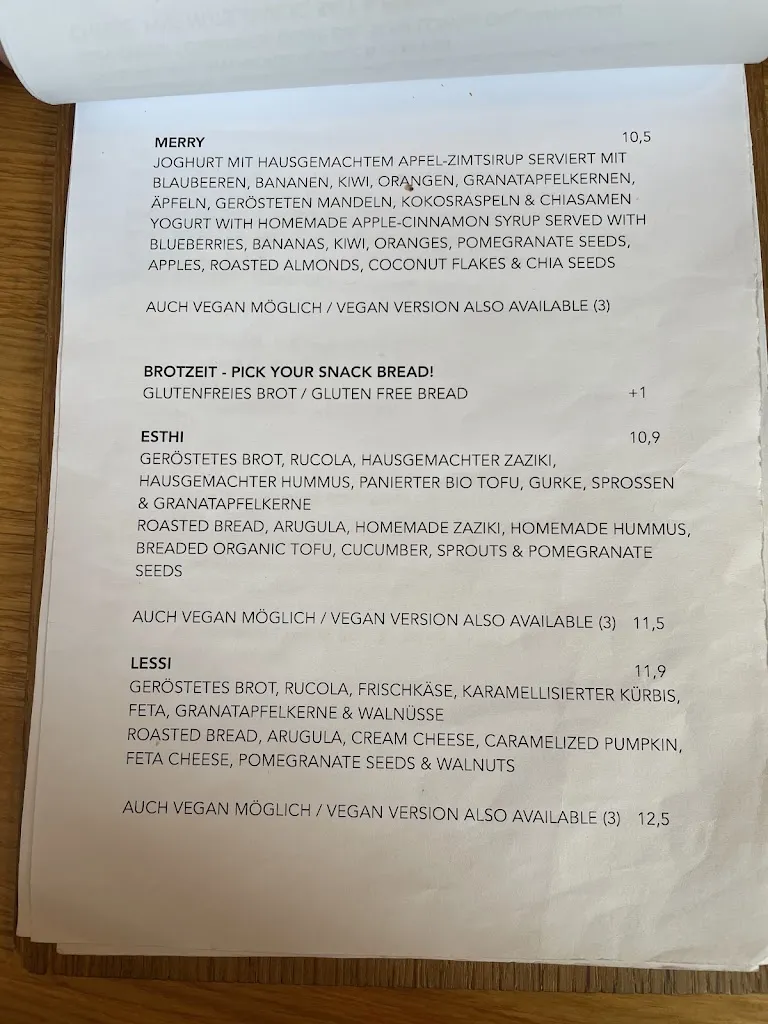 MERRY 10,5
JOGHURT MIT HAUSGEMACHTEM APFEL-ZIMTSIRUP SERVIERT MIT
BLAUBEEREN, BANANEN, KIWI, ORANGEN, GRANATAPFELKERNEN,
ÄPFELN, GERÖSTETEN MANDELN, KOKOSRASPELN & CHIASAMEN
YOGURT WITH HOMEMADE APPLE-CINNAMON SYRUP SERVED WITH
BLUEBERRIES, BANANAS, KIWI, ORANGES, POMEGRANATE SEEDS,
APPLES, ROASTED ALMONDS, COCONUT FLAKES & CHIA SEEDS
AUCH VEGAN MÖGLICH / VEGAN VERSION ALSO AVAILABLE (3)
BROTZEIT - PICK YOUR SNACK BREAD!
GLUTENFREIES BROT / GLUTEN FREE BREAD +1
ESTHI 10,9
GERÖSTETES BROT, RUCOLA, HAUSGEMACHTER ZAZIKI,
HAUSGEMACHTER HUMMUS, PANIERTER BIO TOFU, GURKE, SPROSSEN
& GRANATAPFELKERNE
ROASTED BREAD, ARUGULA, HOMEMADE ZAZIKI, HOMEMADE HUMMUS,
BREADED ORGANIC TOFU, CUCUMBER, SPROUTS & POMEGRANATE
SEEDS
AUCH VEGAN MÖGLICH / VEGAN VERSION ALSO AVAILABLE (3) 11,5
LESSI 11,9
GERÖSTETES BROT, RUCOLA, FRISCHKÄSE, KARAMELLISIERTER KÜRBIS,
FETA, GRANATAPFELKERNE & WALNÜSSE
ROASTED BREAD, ARUGULA, CREAM CHEESE, CARAMELIZED PUMPKIN,
FETA CHEESE, POMEGRANATE SEEDS & WALNUTS
AUCH VEGAN MÖGLICH / VEGAN VERSION ALSO AVAILABLE (3) 12,5